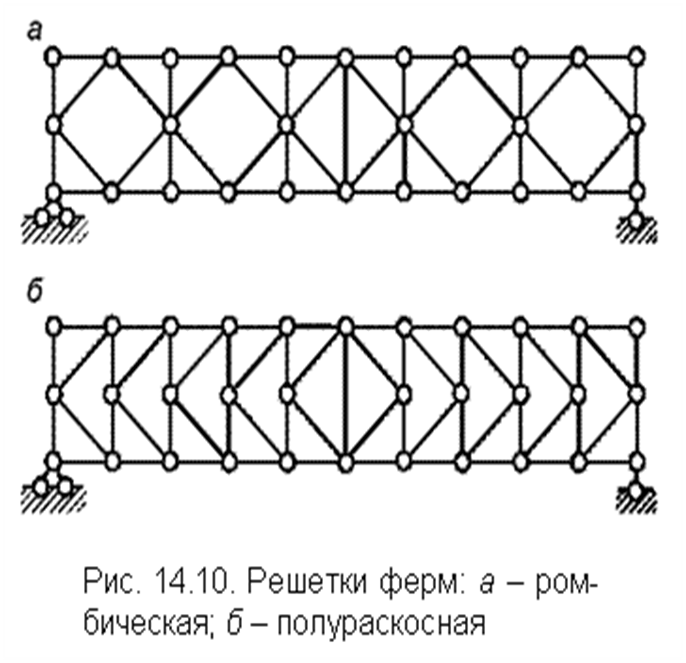 а
б
Рис. 14.10. Решетки ферм: а – ром-
бическая; б – полураскосная